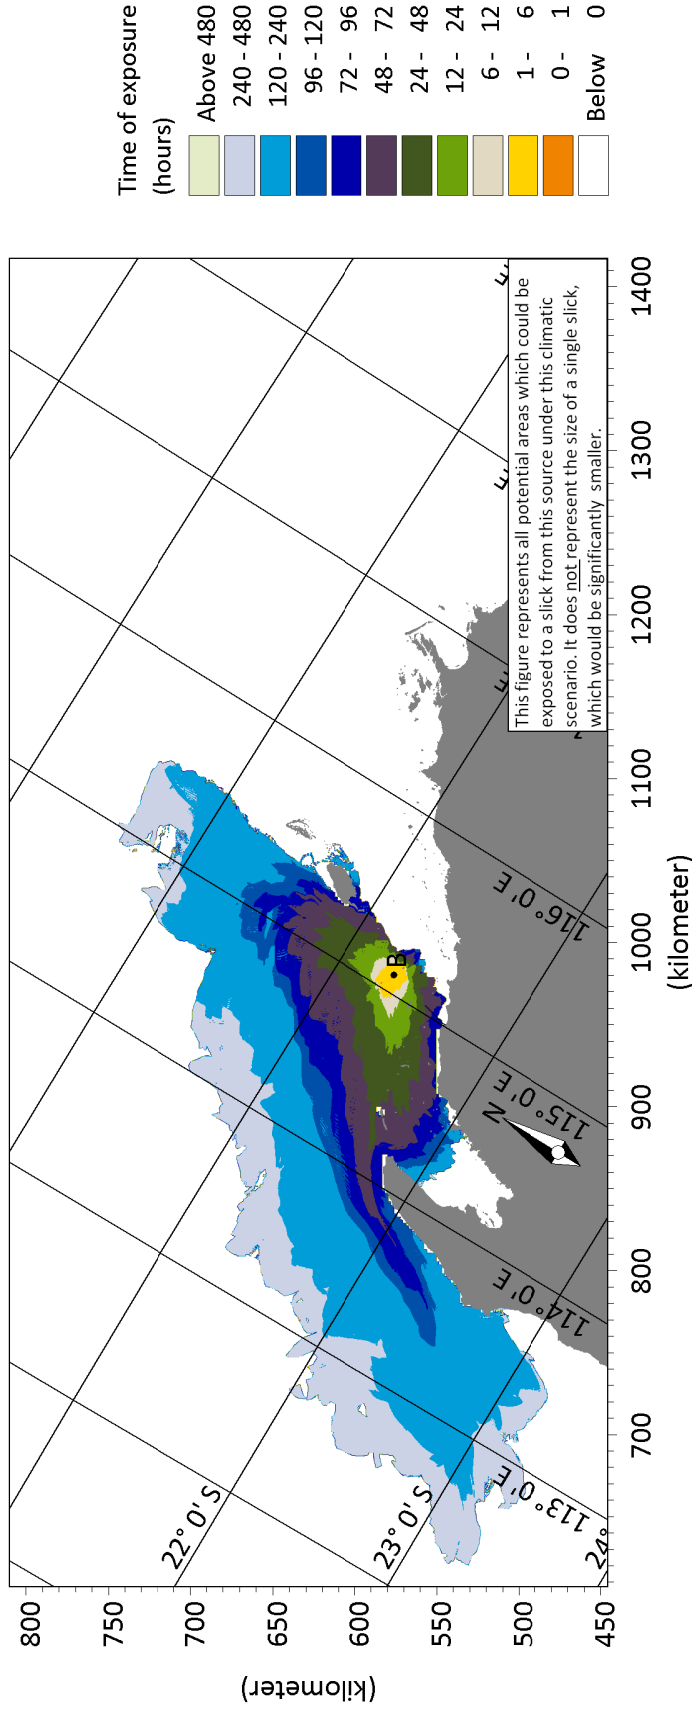 Time of exposure
(hours)
Above 480
240 - 480
120 - 240
96 - 120
72 - 96
48 - 72
24 - 48
12 - 24
6 - 12
1 - 6
0 - 1
Below 0
800
750
700
650
600
550
500
450
(kilometer)
22° 0' S
23° 0' S
24°
113° 0' E
114° 0' E
115° 0' E
116° 0' E
B
N
This figure represents all potential areas which could be
exposed to a slick from this source under this climatic
scenario. It does not represent the size of a single slick,
which would be significantly smaller.
700
800
900
1000
1100
1200
1300
1400
(kilometer)